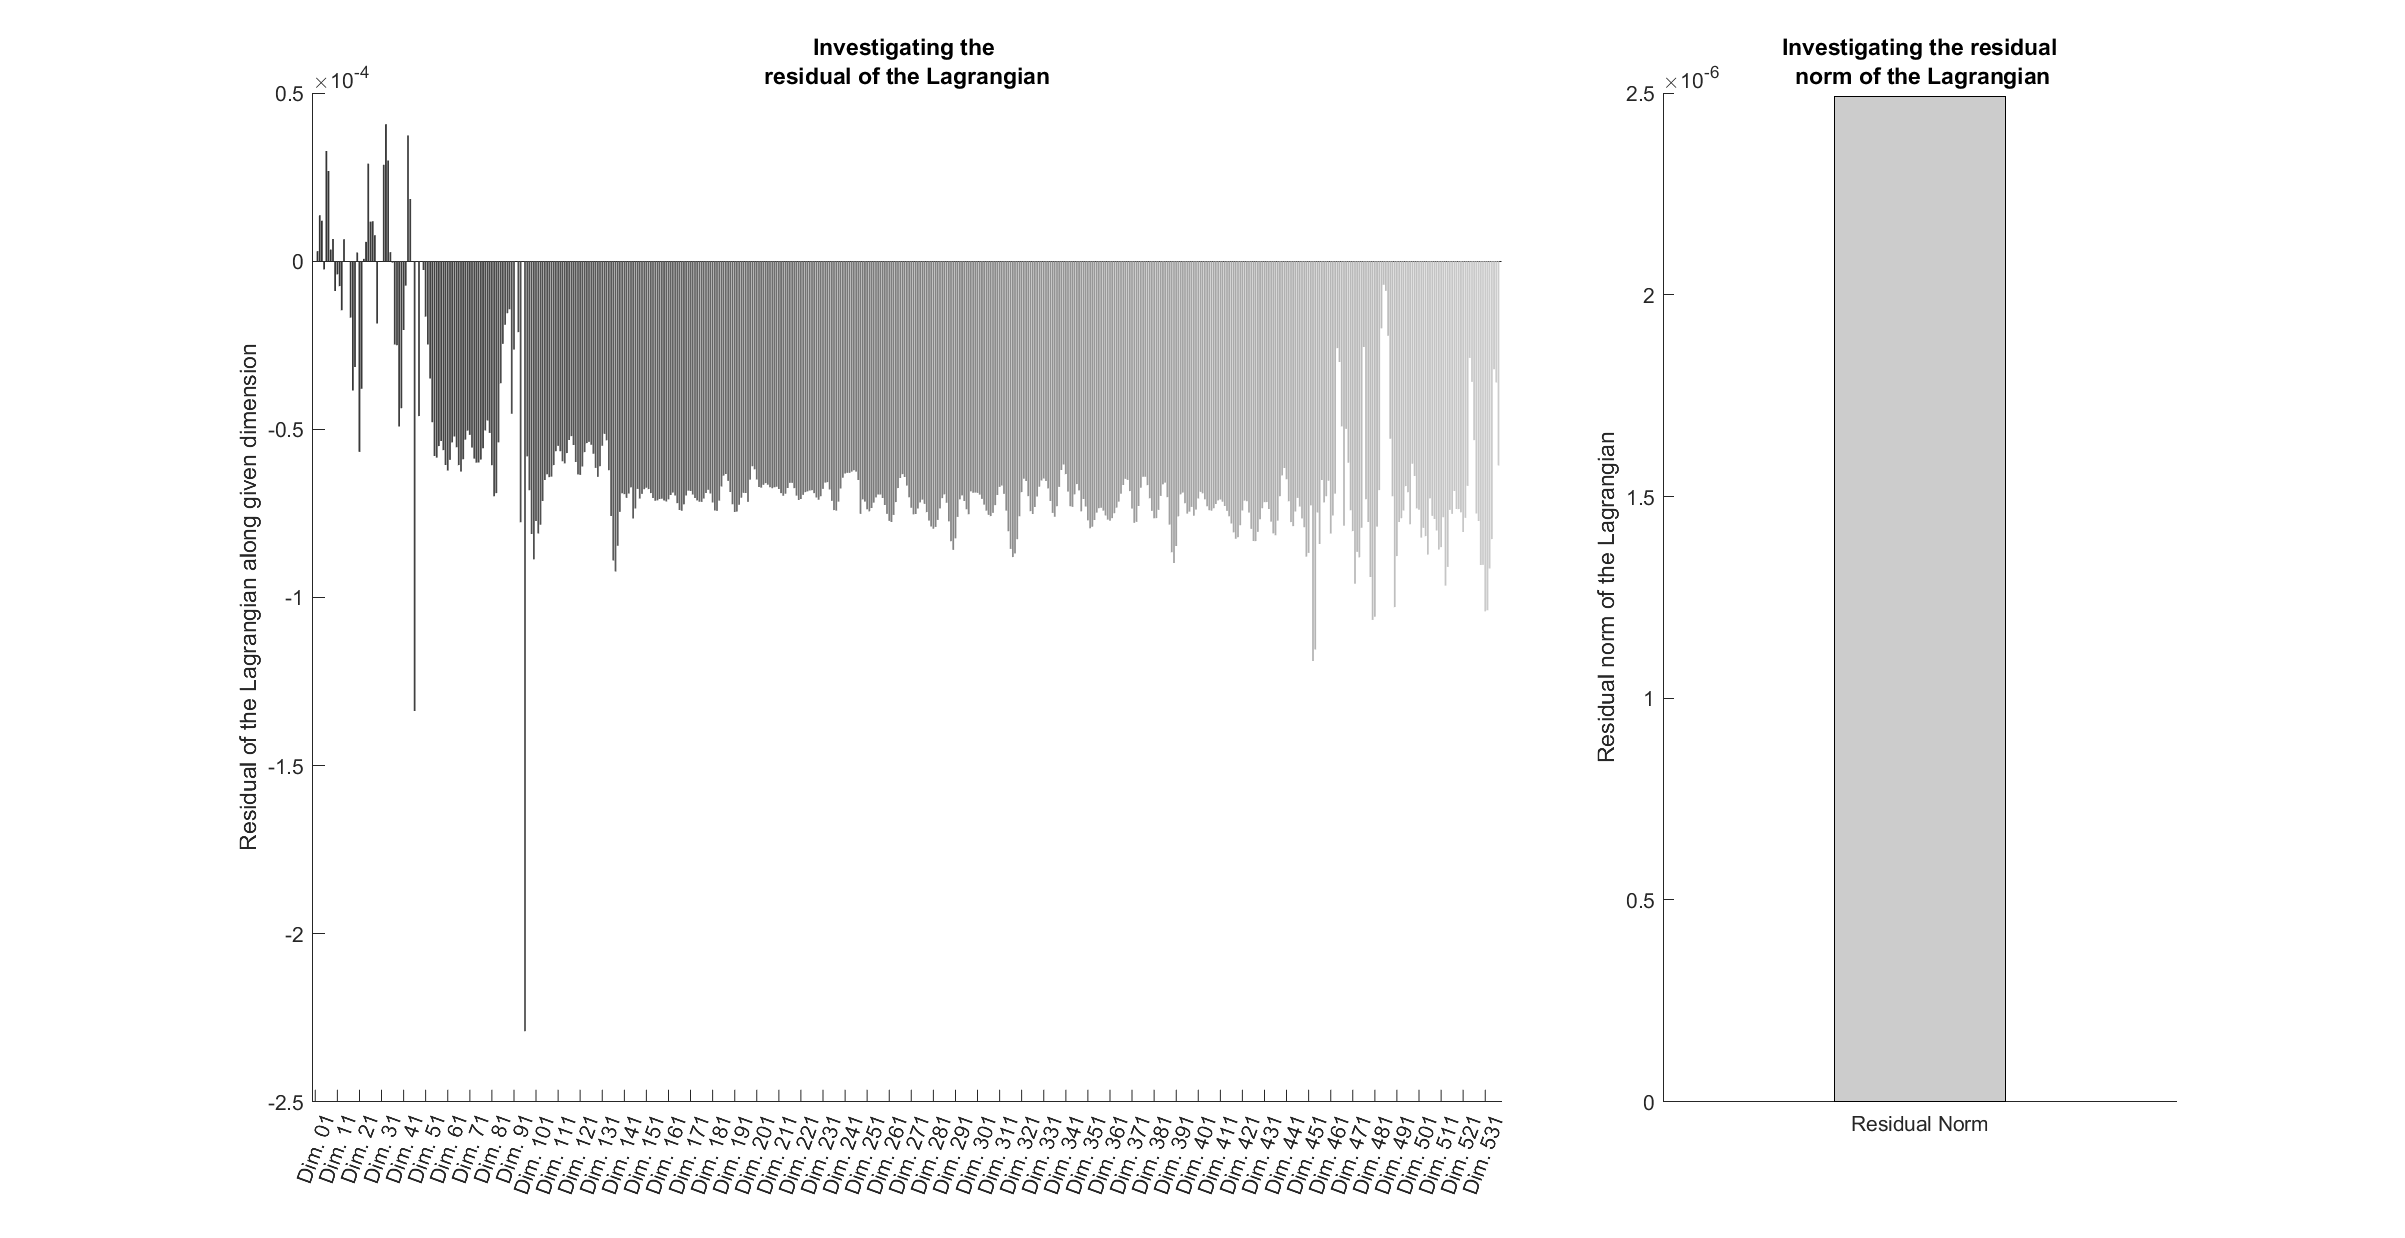 Investigating the
residual of the Lagrangian
×10-4
0.5
0
-0.5
-1
-1.5
-2
-2.5
Residual of the Lagrangian along given dimension
Dim. 01
Dim. 11
Dim. 21
Dim. 31
Dim. 41
Dim. 51
Dim. 61
Dim. 71
Dim. 81
Dim. 91
Dim. 101
Dim. 111
Dim. 121
Dim. 131
Dim. 141
Dim. 151
Dim. 161
Dim. 171
Dim. 181
Dim. 191
Dim. 201
Dim. 211
Dim. 221
Dim. 231
Dim. 241
Dim. 251
Dim. 261
Dim. 271
Dim. 281
Dim. 291
Dim. 301
Dim. 311
Dim. 321
Dim. 331
Dim. 341
Dim. 351
Dim. 361
Dim. 371
Dim. 381
Dim. 391
Dim. 401
Dim. 411
Dim. 421
Dim. 431
Dim. 441
Dim. 451
Dim. 461
Dim. 471
Dim. 481
Dim. 491
Dim. 501
Dim. 511
Dim. 521
Dim. 531
Investigating the residual
norm of the Lagrangian
×10-6
2.5
2
1.5
1
0.5
0
Residual norm of the Lagrangian
Residual Norm